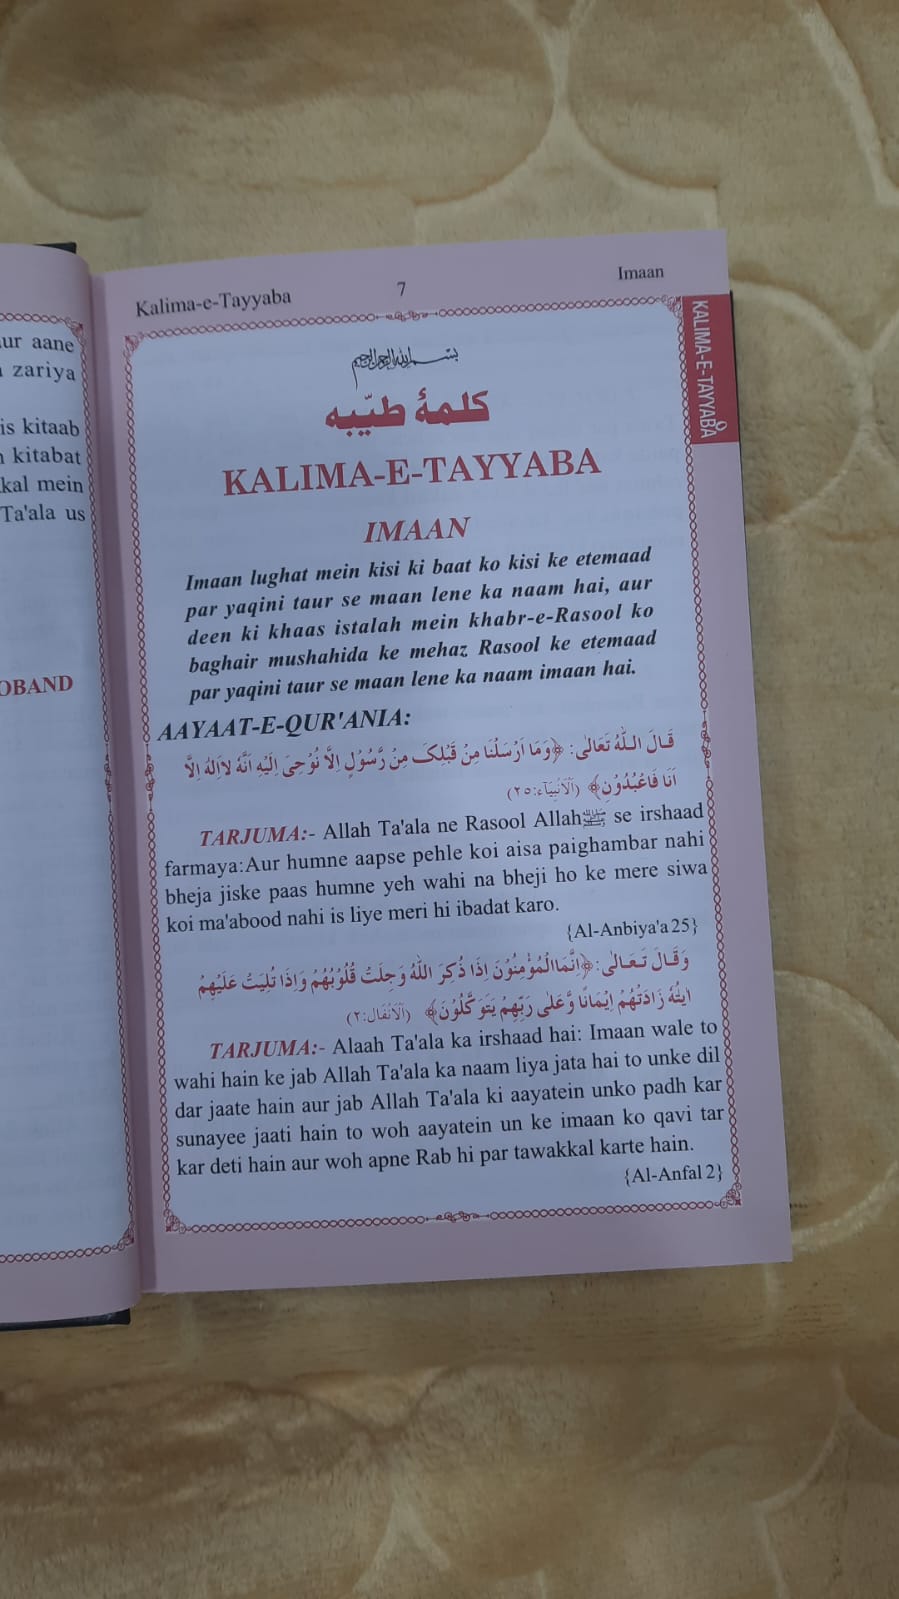 ur aane
zariya
is kitaab
kitabat
kal mein
Ta'ala us
OBAND
Kalima-e-Tayyaba 7 Imaan
KALIMA-E-TAYYABA
بسم الله الرحمن الرحيم
كلمۂ طيّبه
KALIMA-E-TAYYABA
IMAAN
Imaan lughat mein kisi ki baat ko kisi ke etemaad
par yaqini taur se maan lene ka naam hai, aur
deen ki khaas istalah mein khabr-e-Rasool ko
baghair mushahida ke mehaz Rasool ke etemaad
par yaqini taur se maan lene ka naam imaan hai.
AAYAAT-E-QUR'ANIA:
قَالَ اللّٰهُ تَعَالٰى: ﴿وَمَا اَرْسَلْنَا مِنْ قَبْلِكَ مِنْ رَّسُوْلٍ اِلَّا نُوْحِىْ اِلَيْهِ اَنَّهٗ لَآ اِلٰهَ اِلَّا
اَنَا فَاعْبُدُوْنِ﴾ (اَلْاَنْبِيَآء:۲۵)
TARJUMA:- Allah Ta'ala ne Rasool Allahﷺ se irshaad
farmaya:Aur humne aapse pehle koi aisa paighambar nahi
bheja jiske paas humne yeh wahi na bheji ho ke mere siwa
koi ma'abood nahi is liye meri hi ibadat karo.
{Al-Anbiya'a 25}
وَقَالَ تَعَالٰى: ﴿اِنَّمَا الْمُؤْمِنُوْنَ اِذَا ذُكِرَ اللّٰهُ وَجِلَتْ قُلُوْبُهُمْ وَاِذَا تُلِيَتْ عَلَيْهِمْ
اٰيٰتُهٗ زَادَتْهُمْ اِيْمَانًا وَّعَلٰى رَبِّهِمْ يَتَوَكَّلُوْنَ﴾ (اَلْاَنْفَال:۲)
TARJUMA:- Alaah Ta'ala ka irshaad hai: Imaan wale to
wahi hain ke jab Allah Ta'ala ka naam liya jata hai to unke dil
dar jaate hain aur jab Allah Ta'ala ki aayatein unko padh kar
sunayee jaati hain to woh aayatein un ke imaan ko qavi tar
kar deti hain aur woh apne Rab hi par tawakkal karte hain.
{Al-Anfal 2}